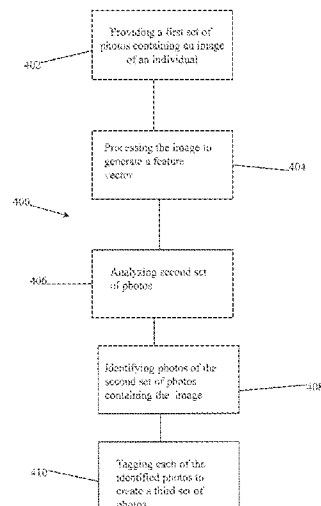 Providing a first set of
photos containing an image
of an individual
402
Processing the image to
generate a feature
vector
404
400
Analyzing second set
of photos
406
Identifying photos of the
second set of photos
containing the image
408
Tagging each of the
identified photos to
create a third set of
photos
410